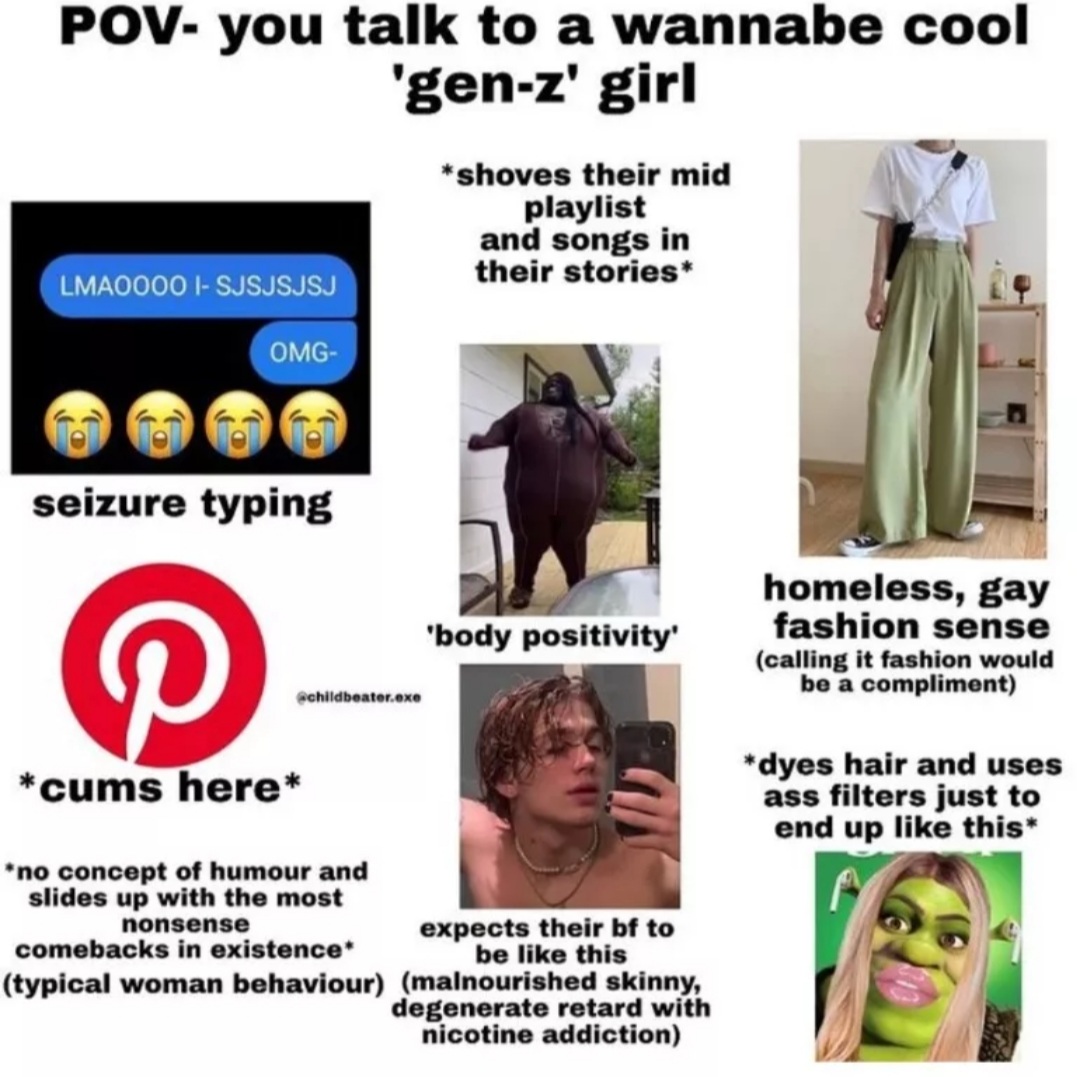 POV- you talk to a wannabe cool
'gen-z' girl
LMAOOOO I- SJSJSJSJ
OMG-
seizure typing
*shoves their mid
playlist
and songs in
their stories*
homeless, gay
fashion sense
(calling it fashion would
be a compliment)
'body positivity'
@childbeater.exe
*cums here*
*dyes hair and uses
ass filters just to
end up like this*
*no concept of humour and
slides up with the most
nonsense
comebacks in existence*
(typical woman behaviour)
expects their bf to
be like this
(malnourished skinny,
degenerate retard with
nicotine addiction)